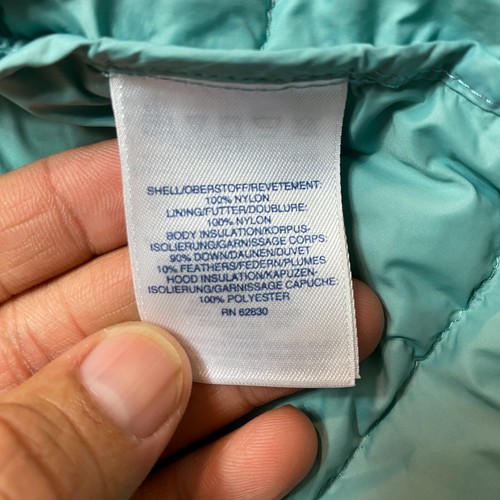 SHELL/OBERSTOFF/REVETEMENT:
100% NYLON
LINING/FUTTER/DOUBLURE:
100% NYLON
BODY INSULATION/KORPUS-
ISOLIERUNG/GARNISSAGE CORPS:
90% DOWN/DAUNEN/DUVET
10% FEATHERS/FEDERN/PLUMES
HOOD INSULATION/KAPUZEN-
ISOLIERUNG/GARNISSAGE CAPUCHE:
100% POLYESTER
RN 62830